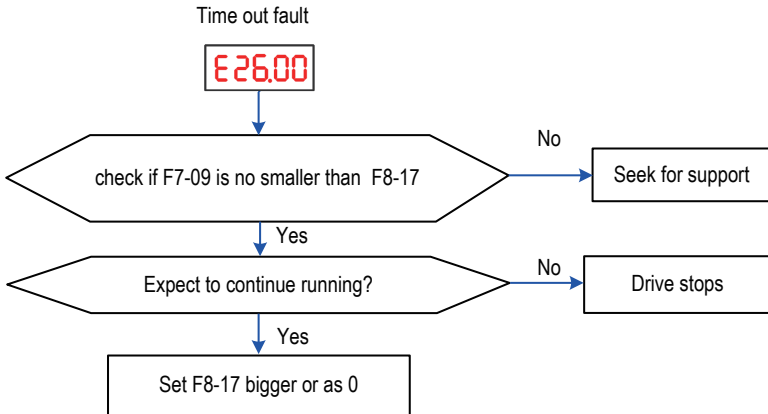 Time out fault
E26.00
check if F7-09 is no smaller than F8-17
No
Seek for support
Yes
Expect to continue running?
No
Drive stops
Yes
Set F8-17 bigger or as 0